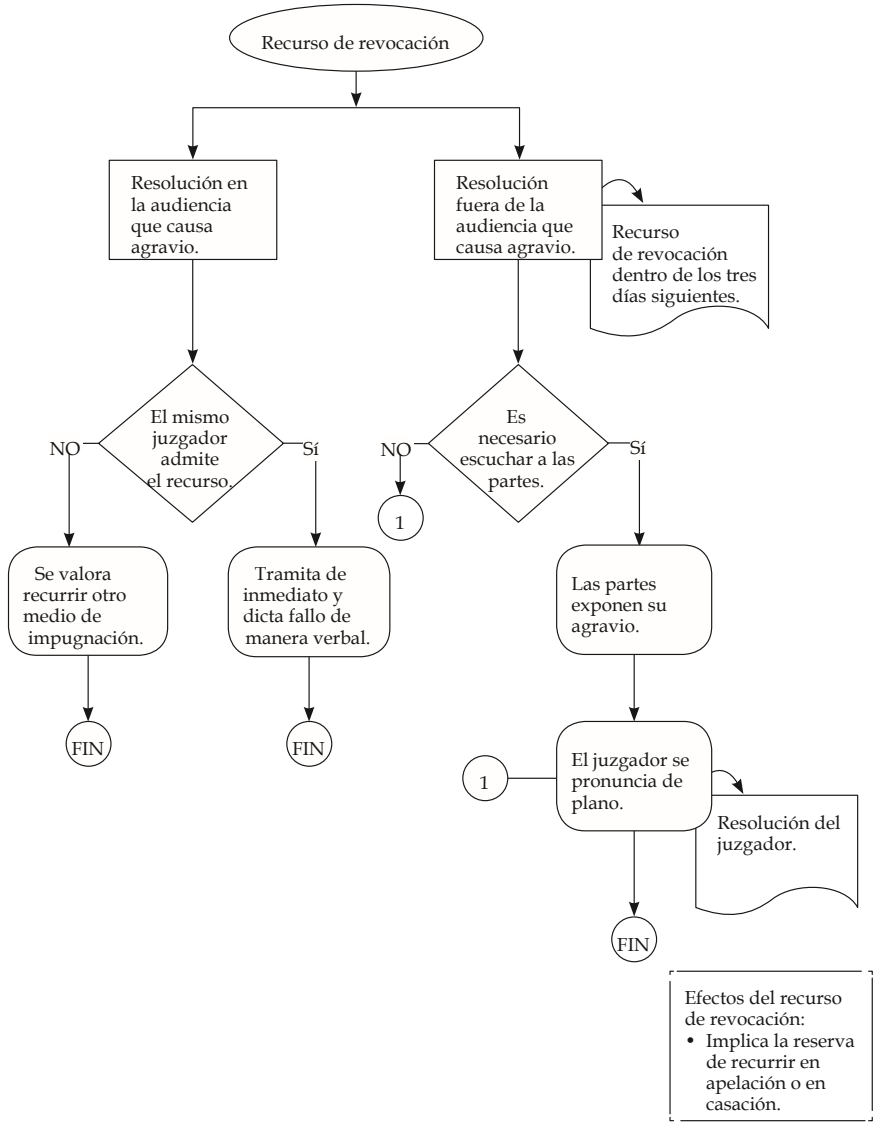 Recurso de revocación
Resolución en
la audiencia
que causa
agravio.
Resolución
fuera de la
audiencia que
causa agravio.
Recurso
de revocación
dentro de los tres
días siguientes.
El mismo
juzgador
admite
el recurso.
NO
Sí
Es
necesario
escuchar a las
partes.
NO
Sí
1
Se valora
recurrir otro
medio de
impugnación.
Tramita de
inmediato y
dicta fallo de
manera verbal.
Las partes
exponen su
agravio.
FIN
FIN
1
El juzgador se
pronuncia de
plano.
Resolución del
juzgador.
FIN
Efectos del recurso
de revocación:
• Implica la reserva
de recurrir en
apelación o en
casación.